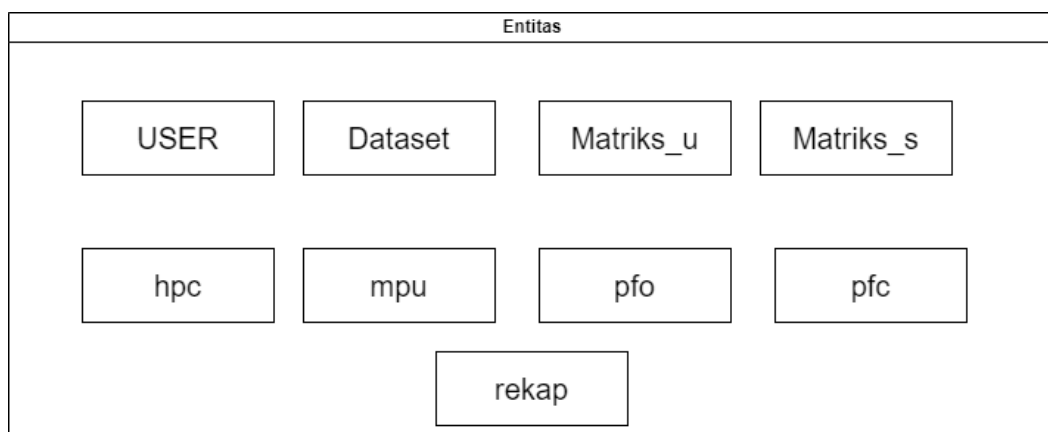 Entitas
USER Dataset Matriks_u Matriks_s
hpc mpu pfo pfc
rekap